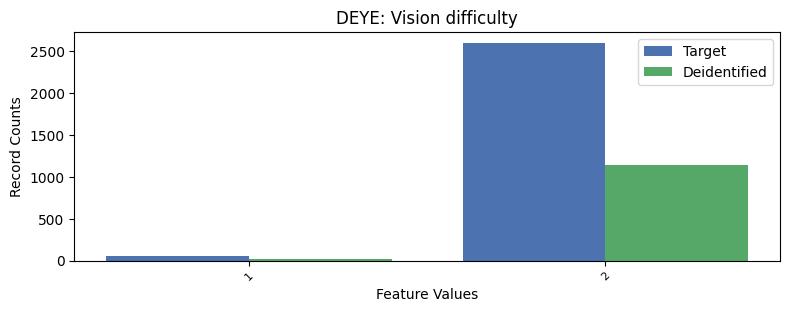 DEYE: Vision difficulty
Target
Deidentified
Record Counts
2500
2000
1500
1000
500
0
1
2
Feature Values